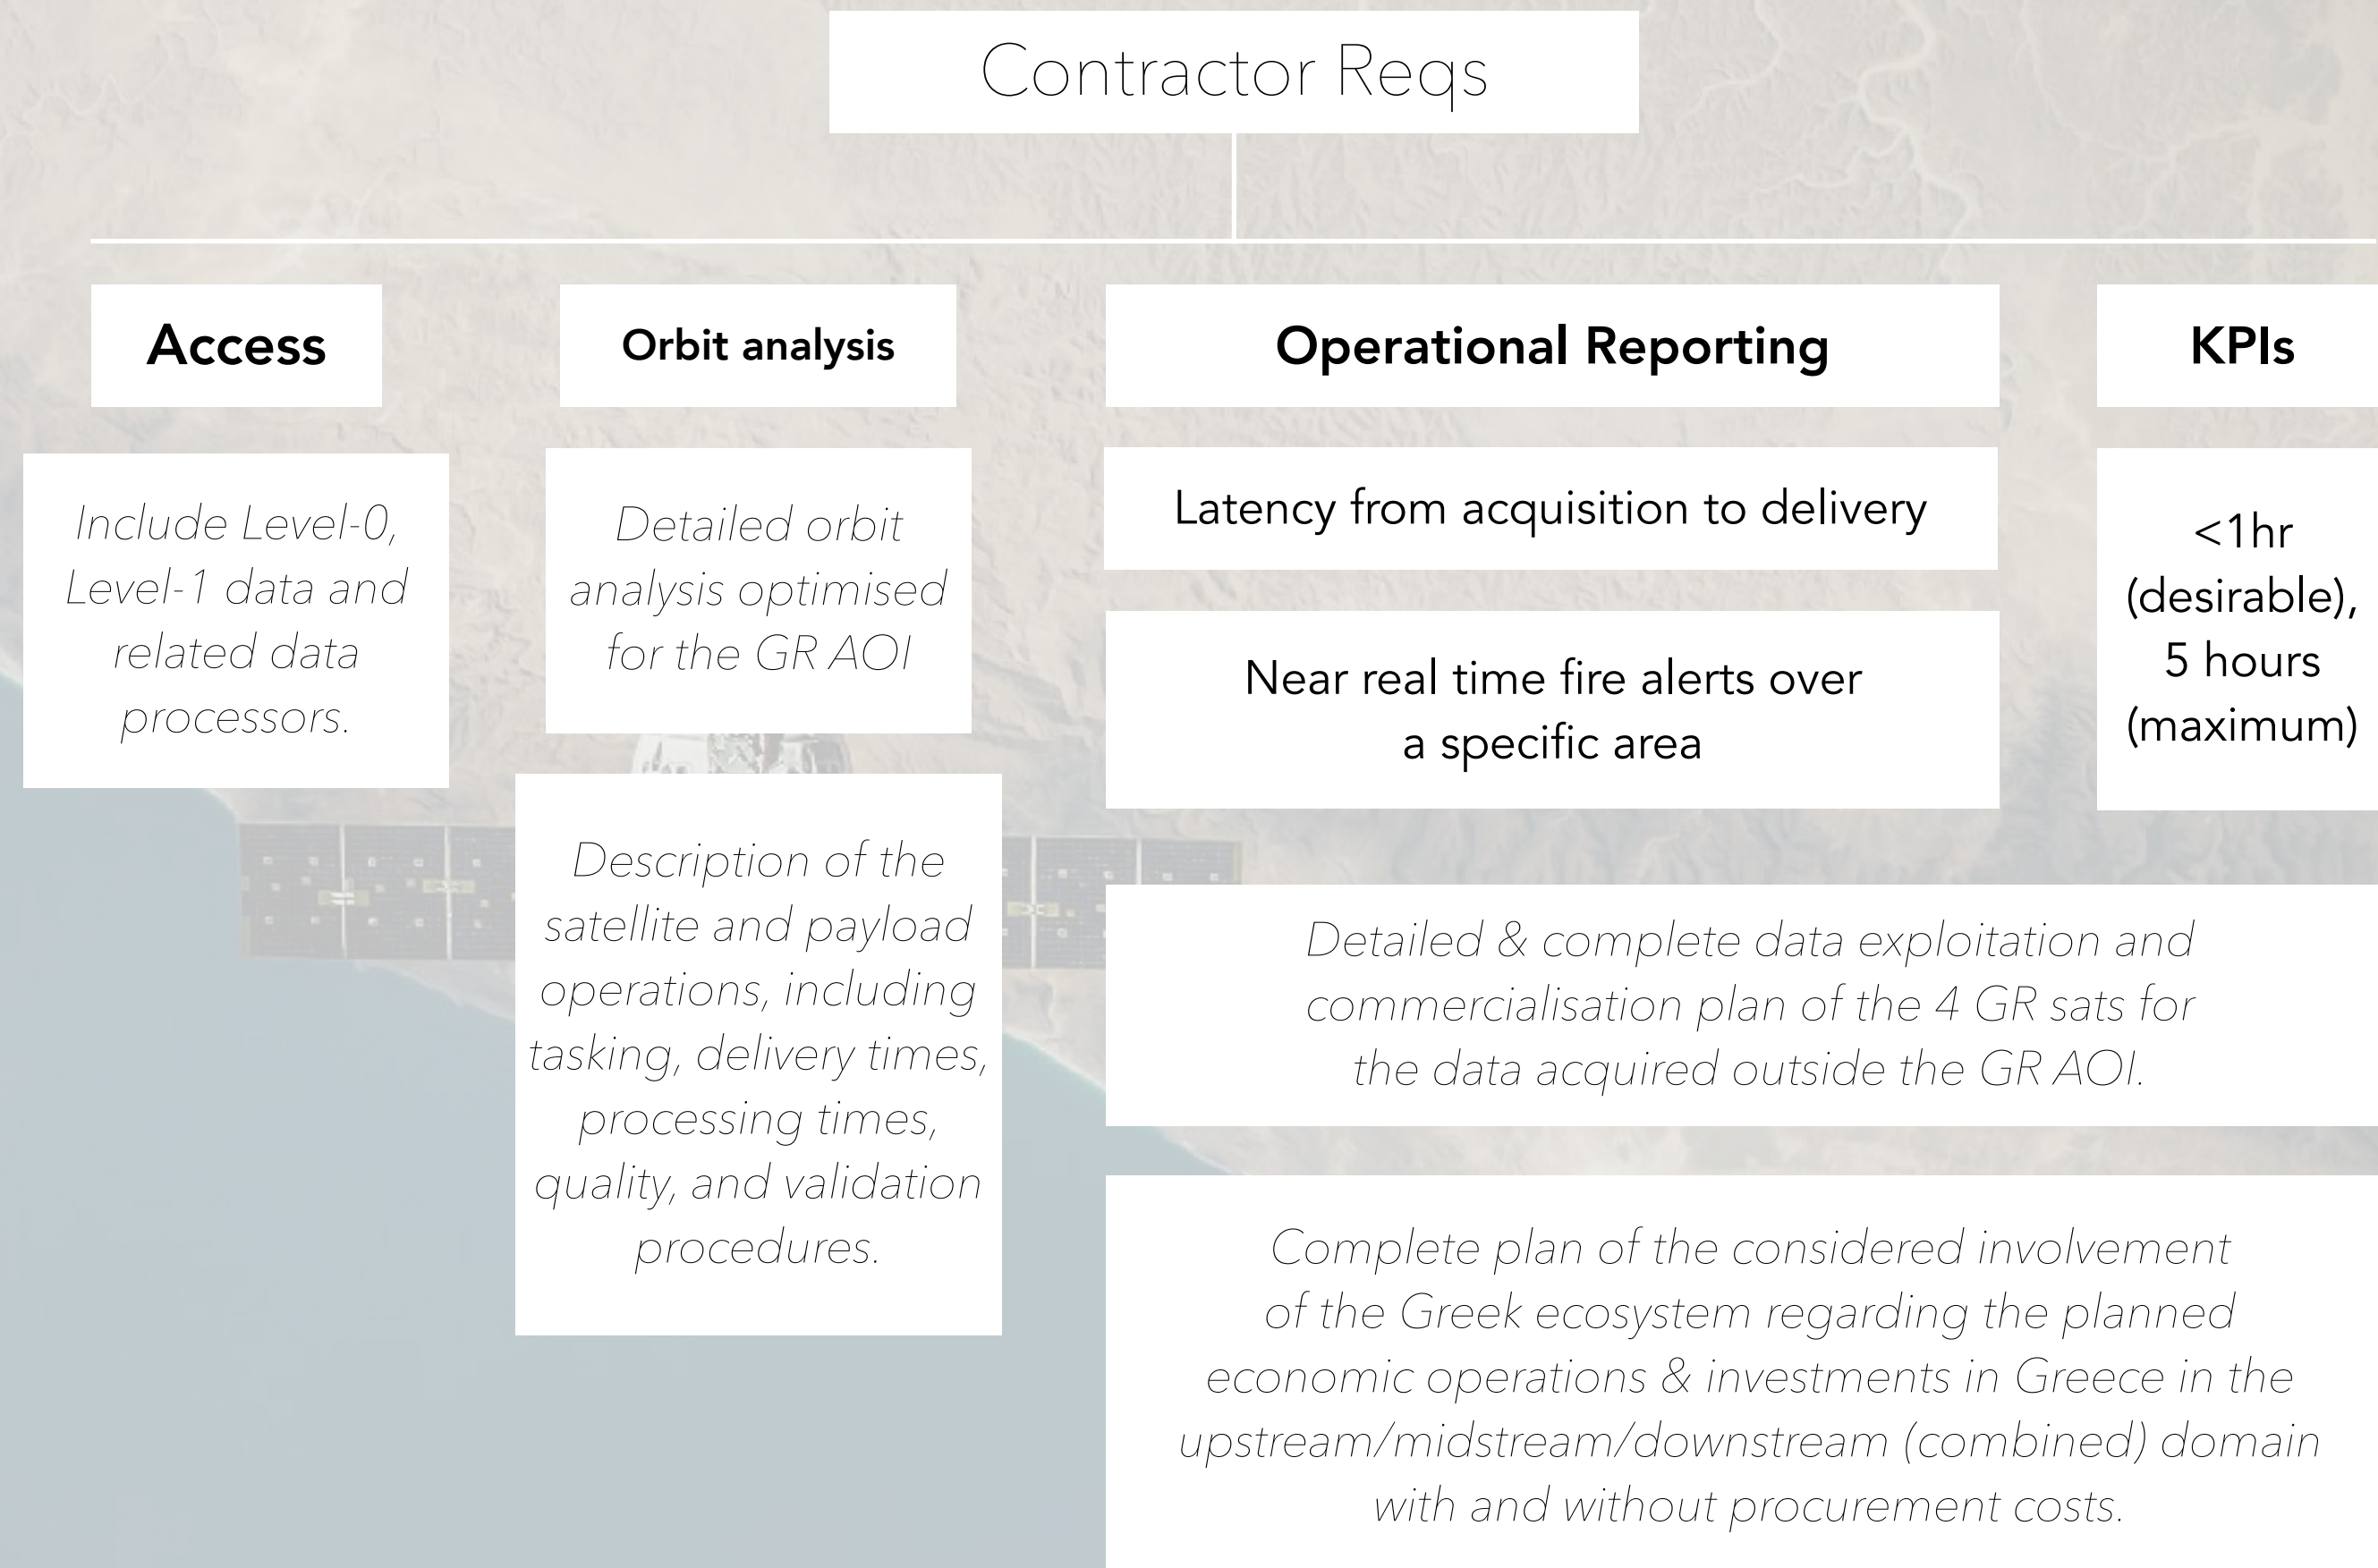 Contractor Reqs
Access
Include Level-0,
Level-1 data and
related data
processors.
Orbit analysis
Detailed orbit
analysis optimised
for the GR AOI
Description of the
satellite and payload
operations, including
tasking, delivery times,
processing times,
quality, and validation
procedures.
Operational Reporting
Latency from acquisition to delivery
Near real time fire alerts over
a specific area
KPIs
<1hr
(desirable),
5 hours
(maximum)
Detailed & complete data exploitation and
commercialisation plan of the 4 GR sats for
the data acquired outside the GR AOI.
Complete plan of the considered involvement
of the Greek ecosystem regarding the planned
economic operations & investments in Greece in the
upstream/midstream/downstream (combined) domain
with and without procurement costs.